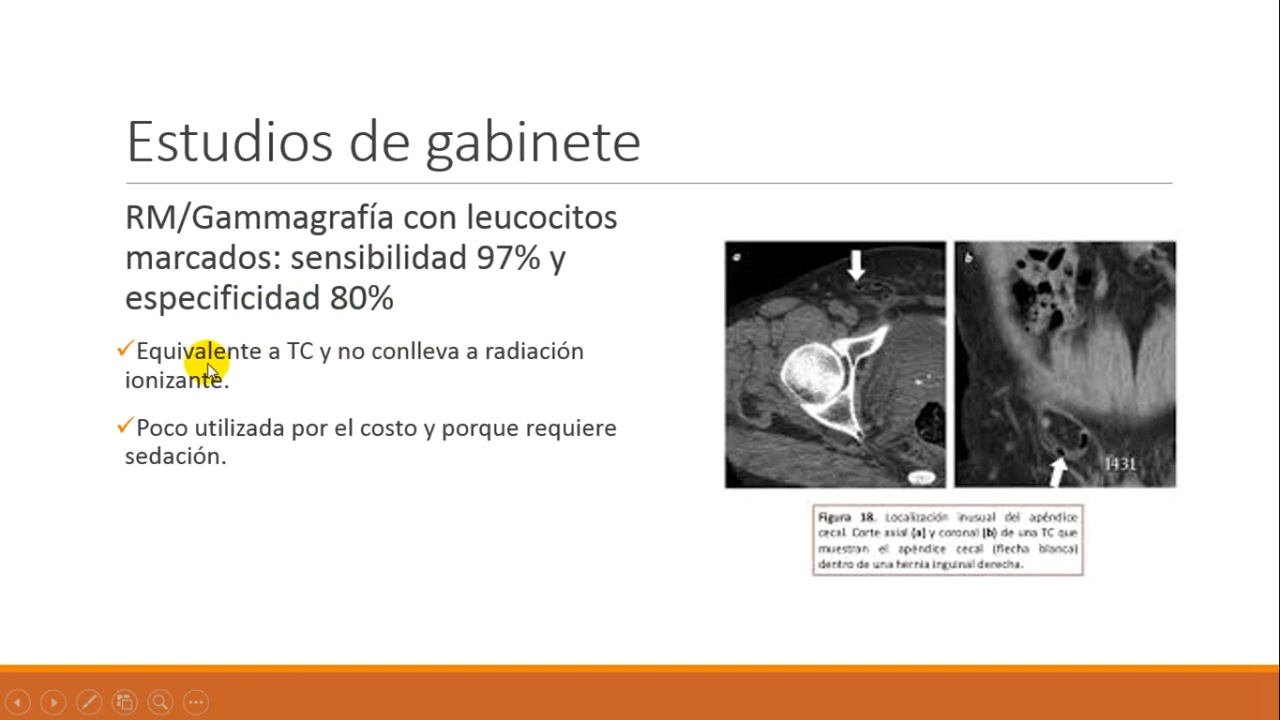 Estudios de gabinete
RM/Gammagrafía con leucocitos
marcados: sensibilidad 97% y
especificidad 80%
✓Equivalente a TC y no conlleva a radiación
ionizante.
✓Poco utilizada por el costo y porque requiere
sedación.
a
b
1431
Figura 18. Localización inusual del apéndice
cecal. Corte axial (a) y coronal (b) de una TC que
muestran el apéndice cecal (flecha blanca)
dentro de una hernia inguinal derecha.